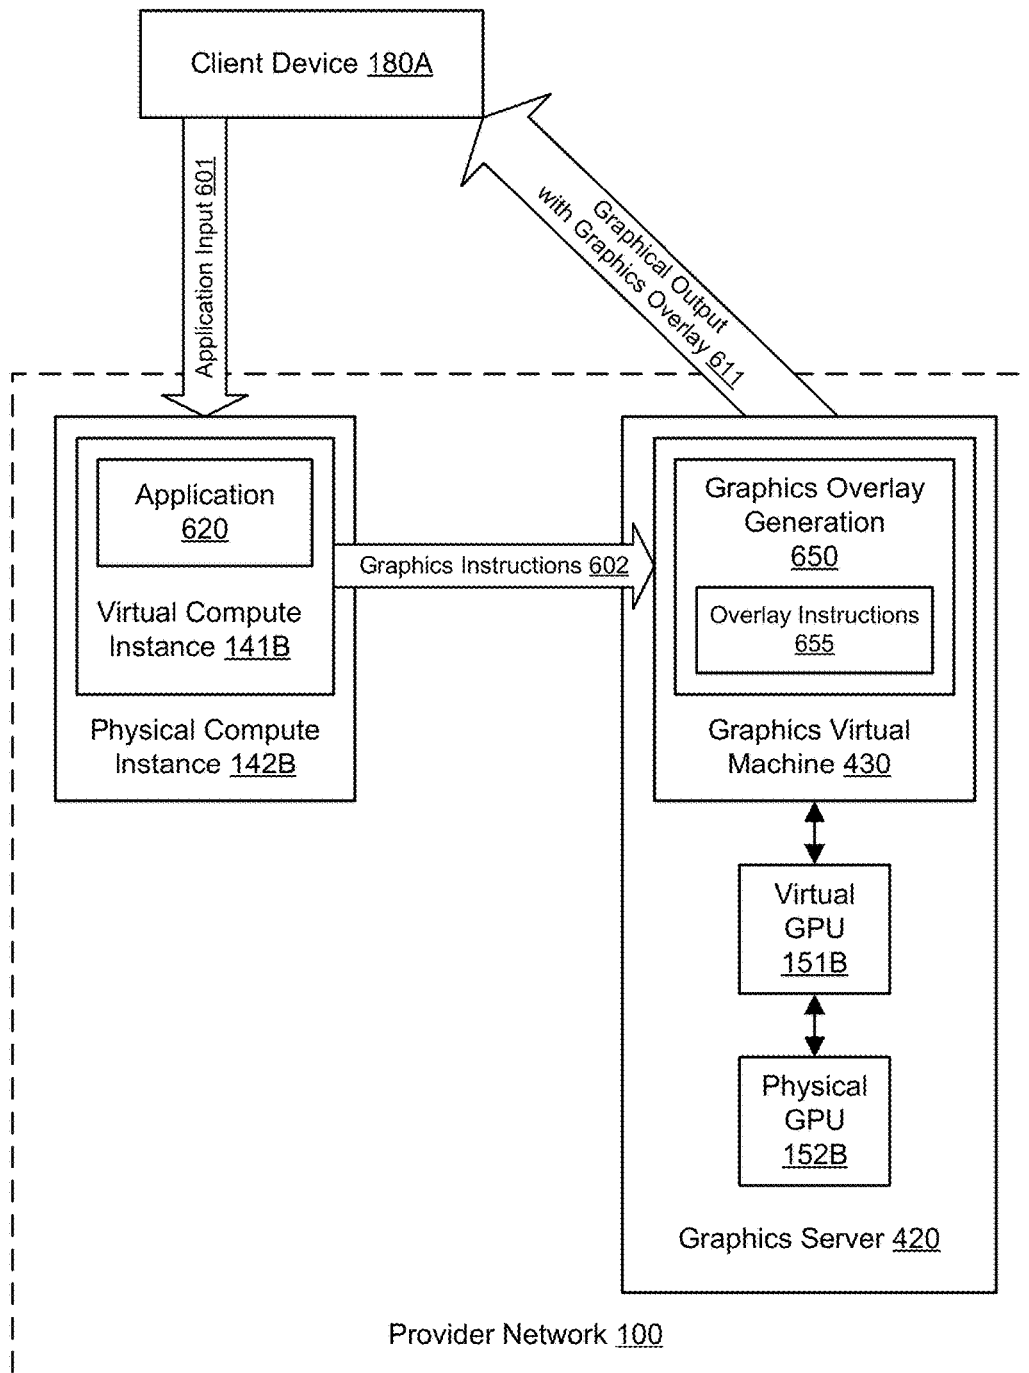 Client Device 180A
Application Input 601
Graphical Output
with Graphics Overlay 611
Application
620
Virtual Compute
Instance 141B
Physical Compute
Instance 142B
Graphics Instructions 602
Graphics Overlay
Generation
650
Overlay Instructions
655
Graphics Virtual
Machine 430
Virtual
GPU
151B
Physical
GPU
152B
Graphics Server 420
Provider Network 100